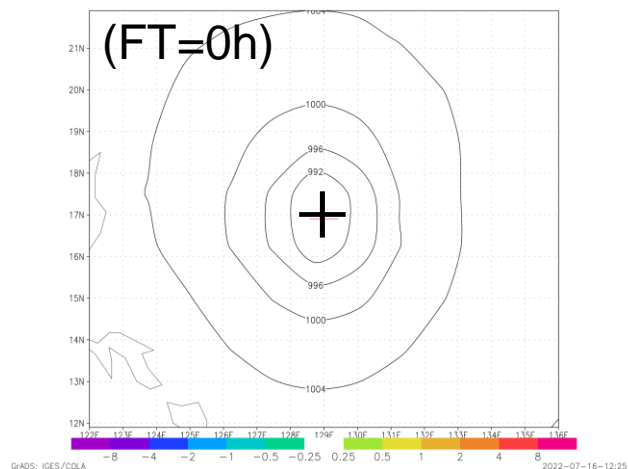 1004
(FT=0h)
21N
20N
1000
19N
996
18N
992
17N
16N
996
15N
1000
14N
13N
1004
12N
122E 123E 124E 125E 126E 127E 128E 129E 130E 131E 132E 133E 134E 135E 136E
−8 −4 −2 −1 −0.5 −0.25 0.25 0.5 1 2 4 8
GrADS: IGES/COLA 2022−07−16−12:25